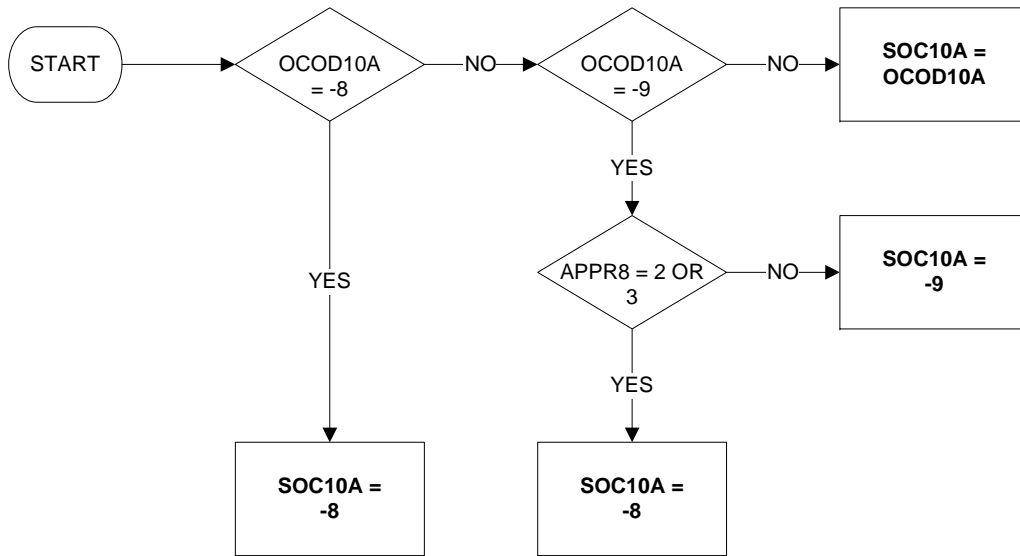 START
OCOD10A
= -8
NO
OCOD10A
= -9
NO
SOC10A =
OCOD10A
YES
YES
APPR8 = 2 OR
3
NO
SOC10A =
-9
YES
SOC10A =
-8
SOC10A =
-8